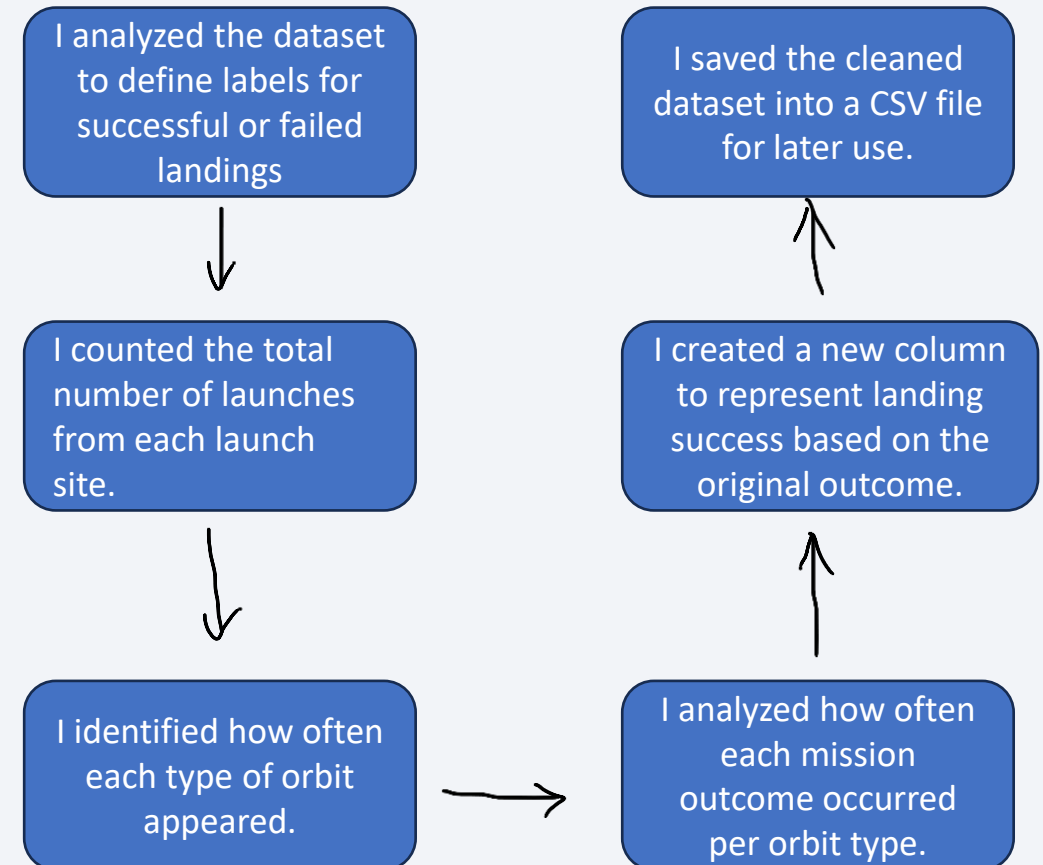 I analyzed the dataset
to define labels for
successful or failed
landings
I counted the total
number of launches
from each launch
site.
I identified how often
each type of orbit
appeared.
I analyzed how often
each mission
outcome occurred
per orbit type.
I created a new column
to represent landing
success based on the
original outcome.
I saved the cleaned
dataset into a CSV file
for later use.